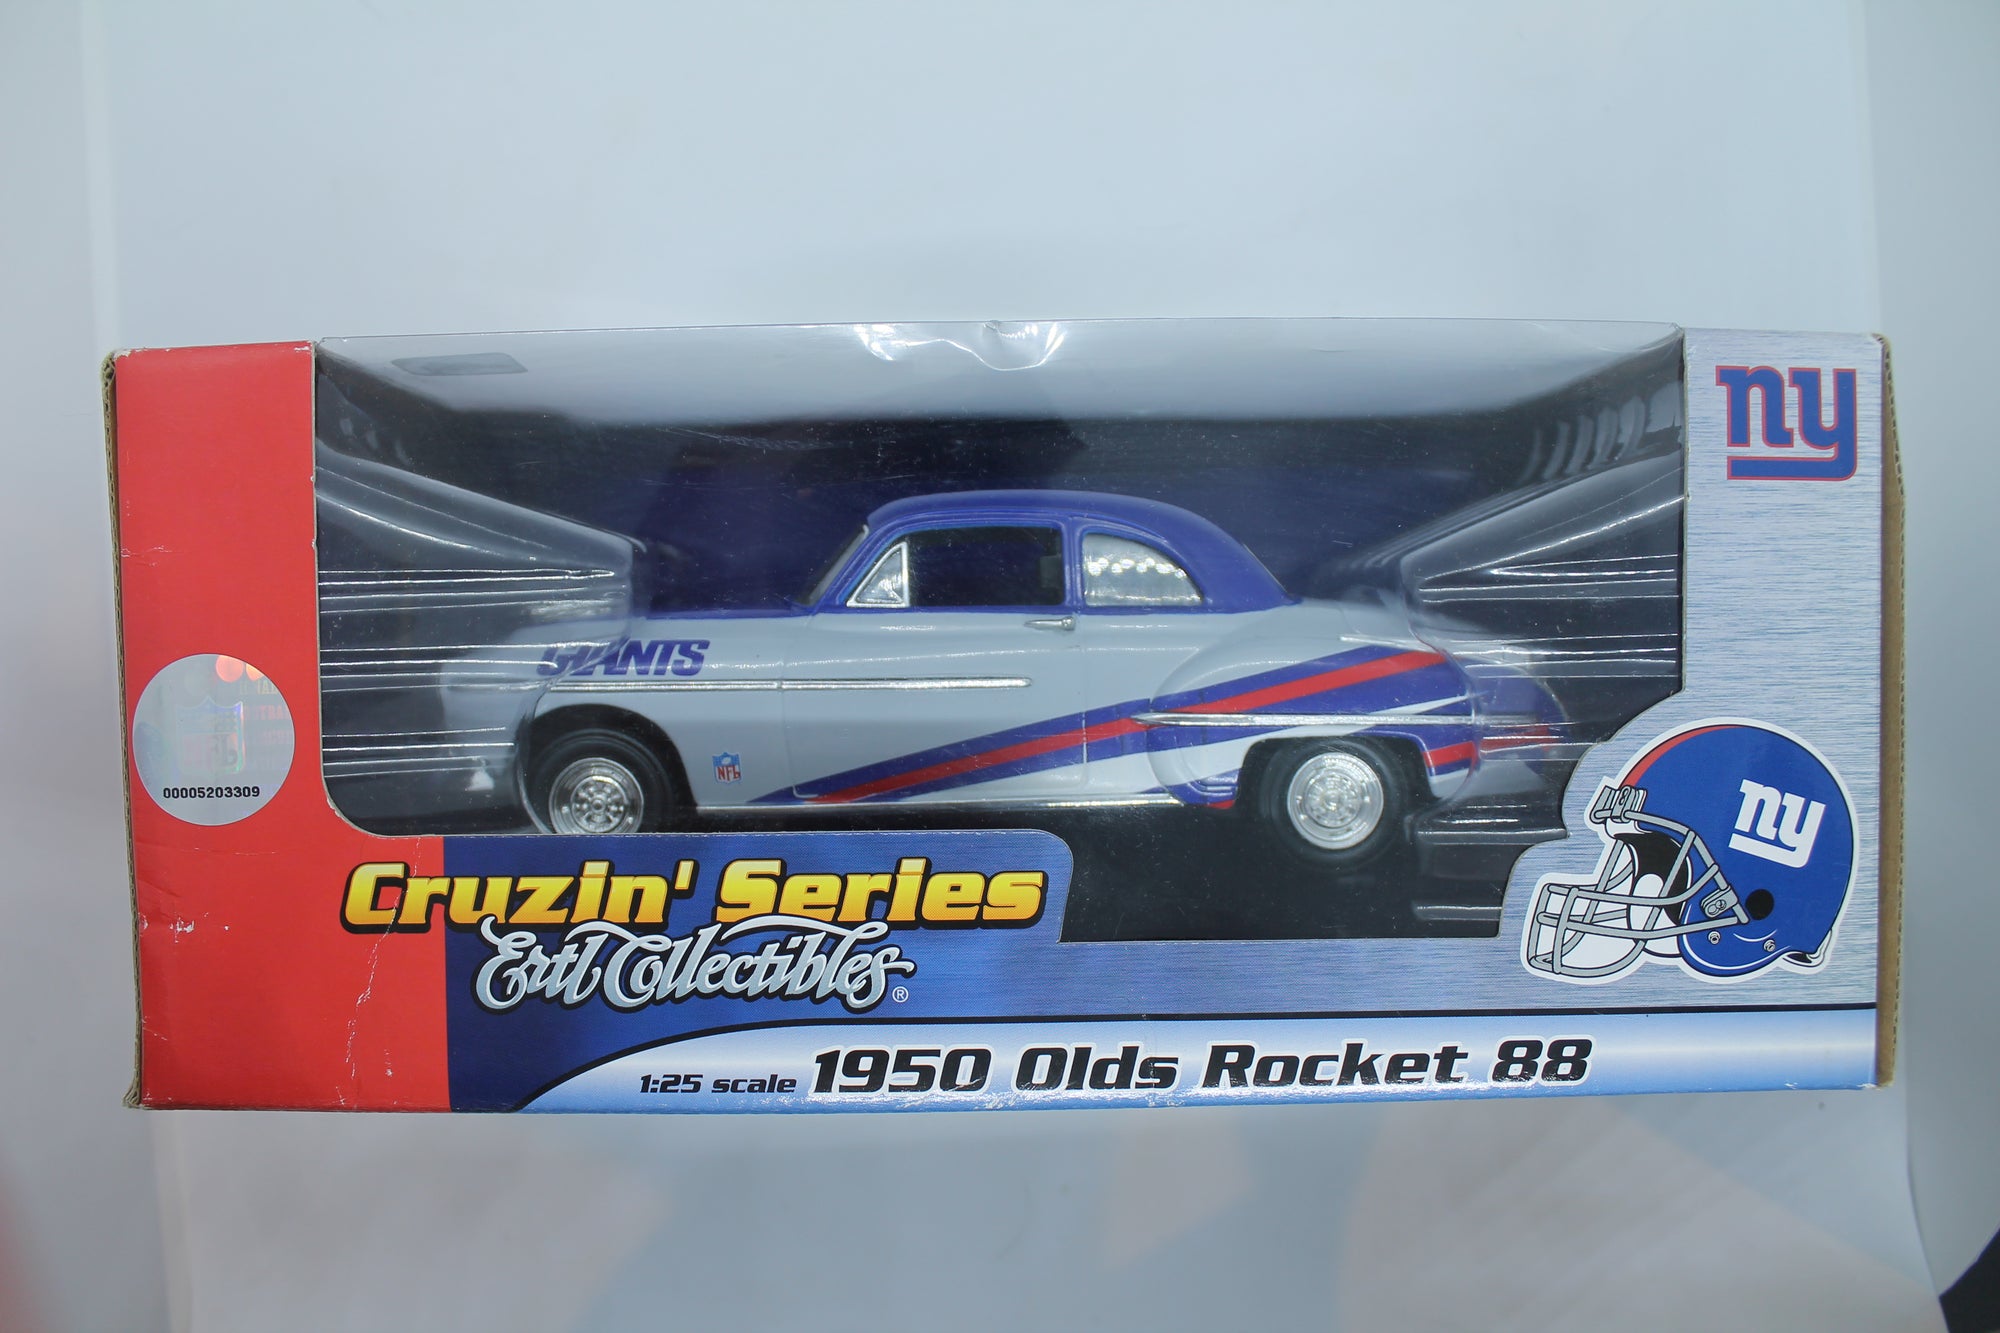 ny
GIANTS
NFL
00005203309
ny
Cruzin' Series
Ertl Collectibles®
1:25 scale 1950 Olds Rocket 88